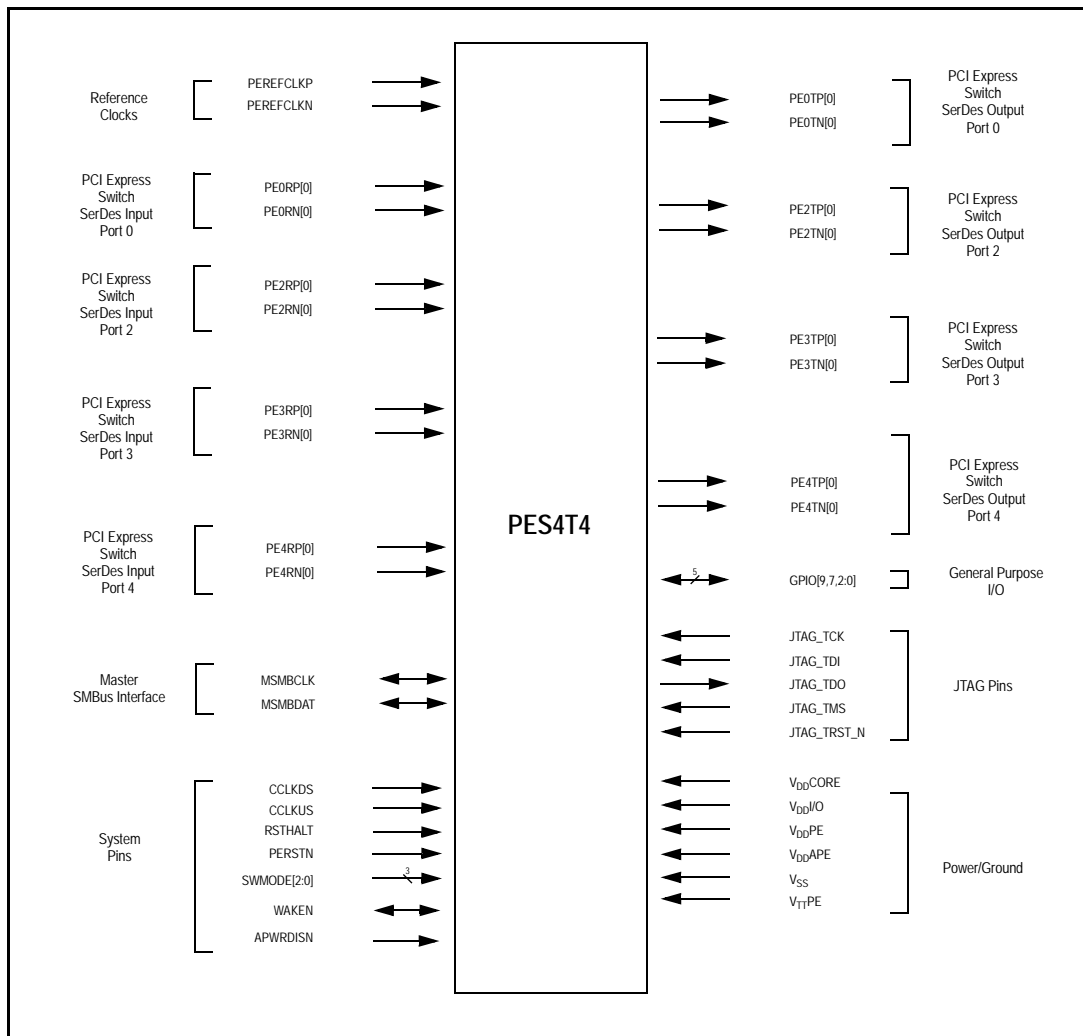 Reference
Clocks
PEREFCLKP
PEREFCLKN
PCI Express
Switch
SerDes Input
Port 0
PE0RP[0]
PE0RN[0]
PCI Express
Switch
SerDes Input
Port 2
PE2RP[0]
PE2RN[0]
PCI Express
Switch
SerDes Input
Port 3
PE3RP[0]
PE3RN[0]
PCI Express
Switch
SerDes Input
Port 4
PE4RP[0]
PE4RN[0]
Master
SMBus Interface
MSMBCLK
MSMBDAT
System
Pins
CCLKDS
CCLKUS
RSTHALT
PERSTN
SWMODE[2:0]
3
WAKEN
APWRDISN
PES4T4
PE0TP[0]
PE0TN[0]
PCI Express
Switch
SerDes Output
Port 0
PE2TP[0]
PE2TN[0]
PCI Express
Switch
SerDes Output
Port 2
PE3TP[0]
PE3TN[0]
PCI Express
Switch
SerDes Output
Port 3
PE4TP[0]
PE4TN[0]
PCI Express
Switch
SerDes Output
Port 4
5
GPIO[9,7,2:0]
General Purpose
I/O
JTAG_TCK
JTAG_TDI
JTAG_TDO
JTAG_TMS
JTAG_TRST_N
JTAG Pins
VDDCORE
VDDI/O
VDDPE
VDDAPE
VSS
VTTPE
Power/Ground